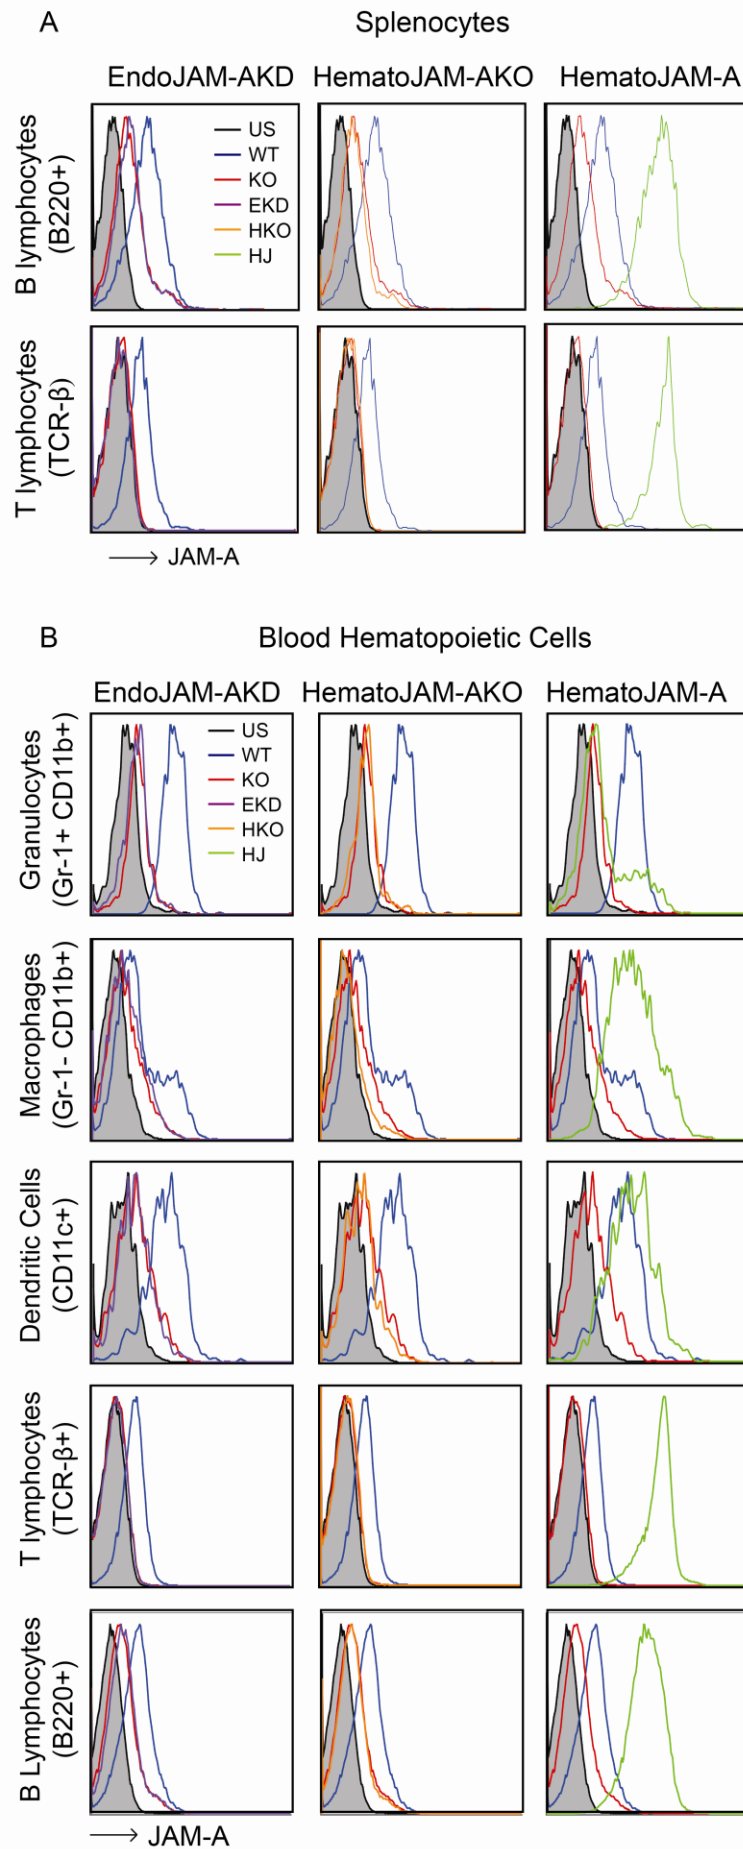 A
Splenocytes
EndoJAM-AKD HematoJAM-AKO HematoJAM-A
B lymphocytes
(B220+)
US
WT
KO
EKD
HKO
HJ
T lymphocytes
(TCR-β)
→ JAM-A
B
Blood Hematopoietic Cells
EndoJAM-AKD HematoJAM-AKO HematoJAM-A
Granulocytes
(Gr-1+ CD11b+)
US
WT
KO
EKD
HKO
HJ
Macrophages
(Gr-1- CD11b+)
Dendritic Cells
(CD11c+)
T lymphocytes
(TCR-β+)
B Lymphocytes
(B220+)
→ JAM-A